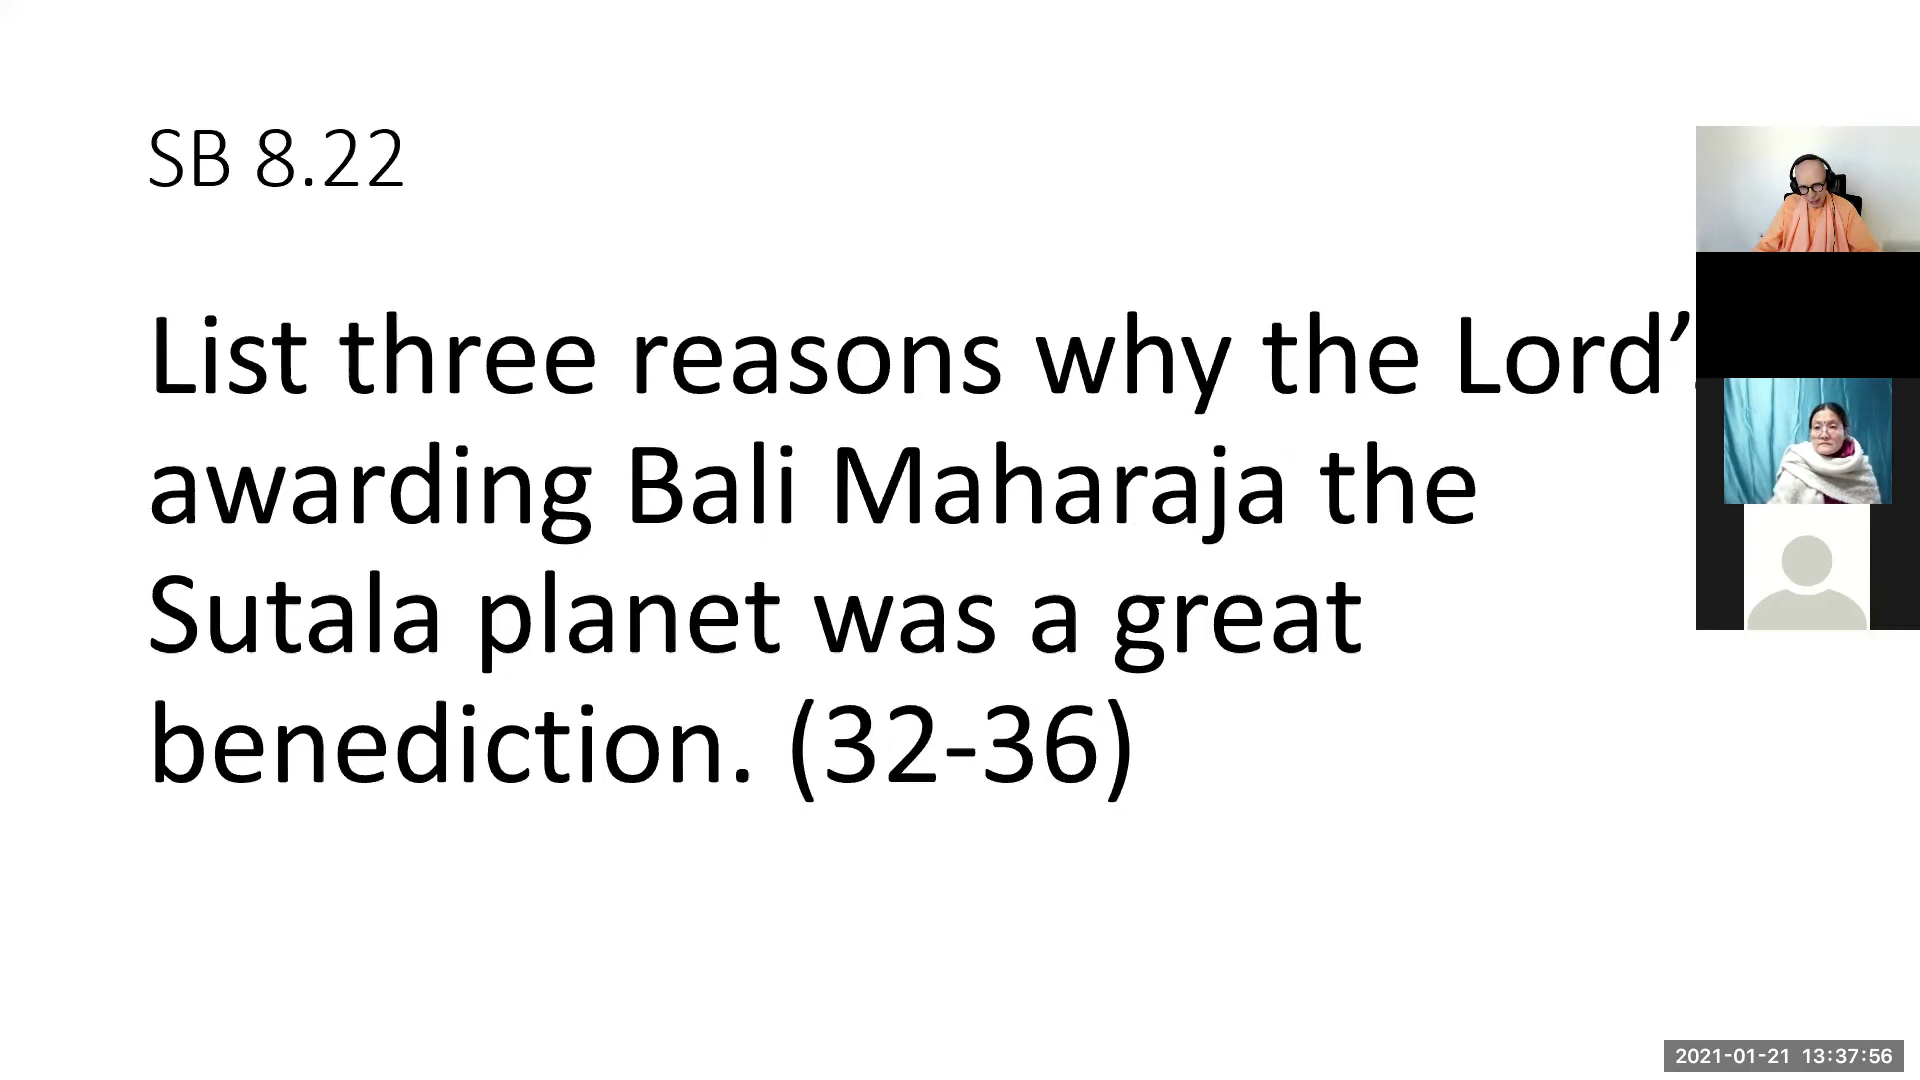 SB 8.22
List three reasons why the Lord’
awarding Bali Maharaja the
Sutala planet was a great
benediction. (32-36)
2021-01-21 13:37:56